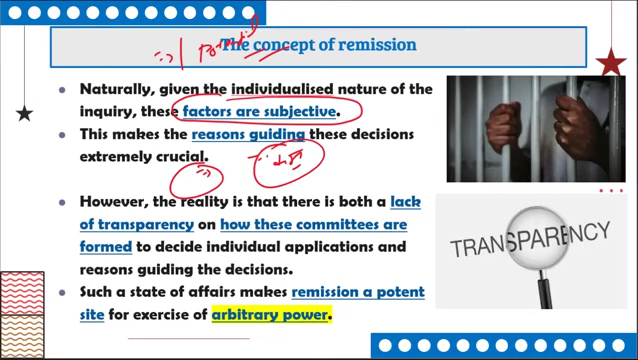 The concept of remission
Naturally, given the individualised nature of the
inquiry, these factors are subjective.
This makes the reasons guiding these decisions
extremely crucial.
However, the reality is that there is both a lack
of transparency on how these committees are
formed to decide individual applications and
reasons guiding the decisions.
Such a state of affairs makes remission a potent
site for exercise of arbitrary power.
TRANSPARENCY